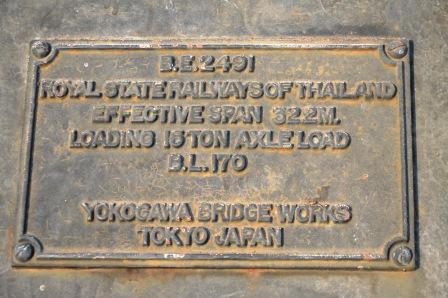 B.E.2491
ROYAL STATE RAILWAYS OF THAILAND
EFFECTIVE SPAN 32.2M.
LOADING 15 TON AXLE LOAD
B.L.170
YOKOGAWA BRIDGE WORKS
TOKYO JAPAN